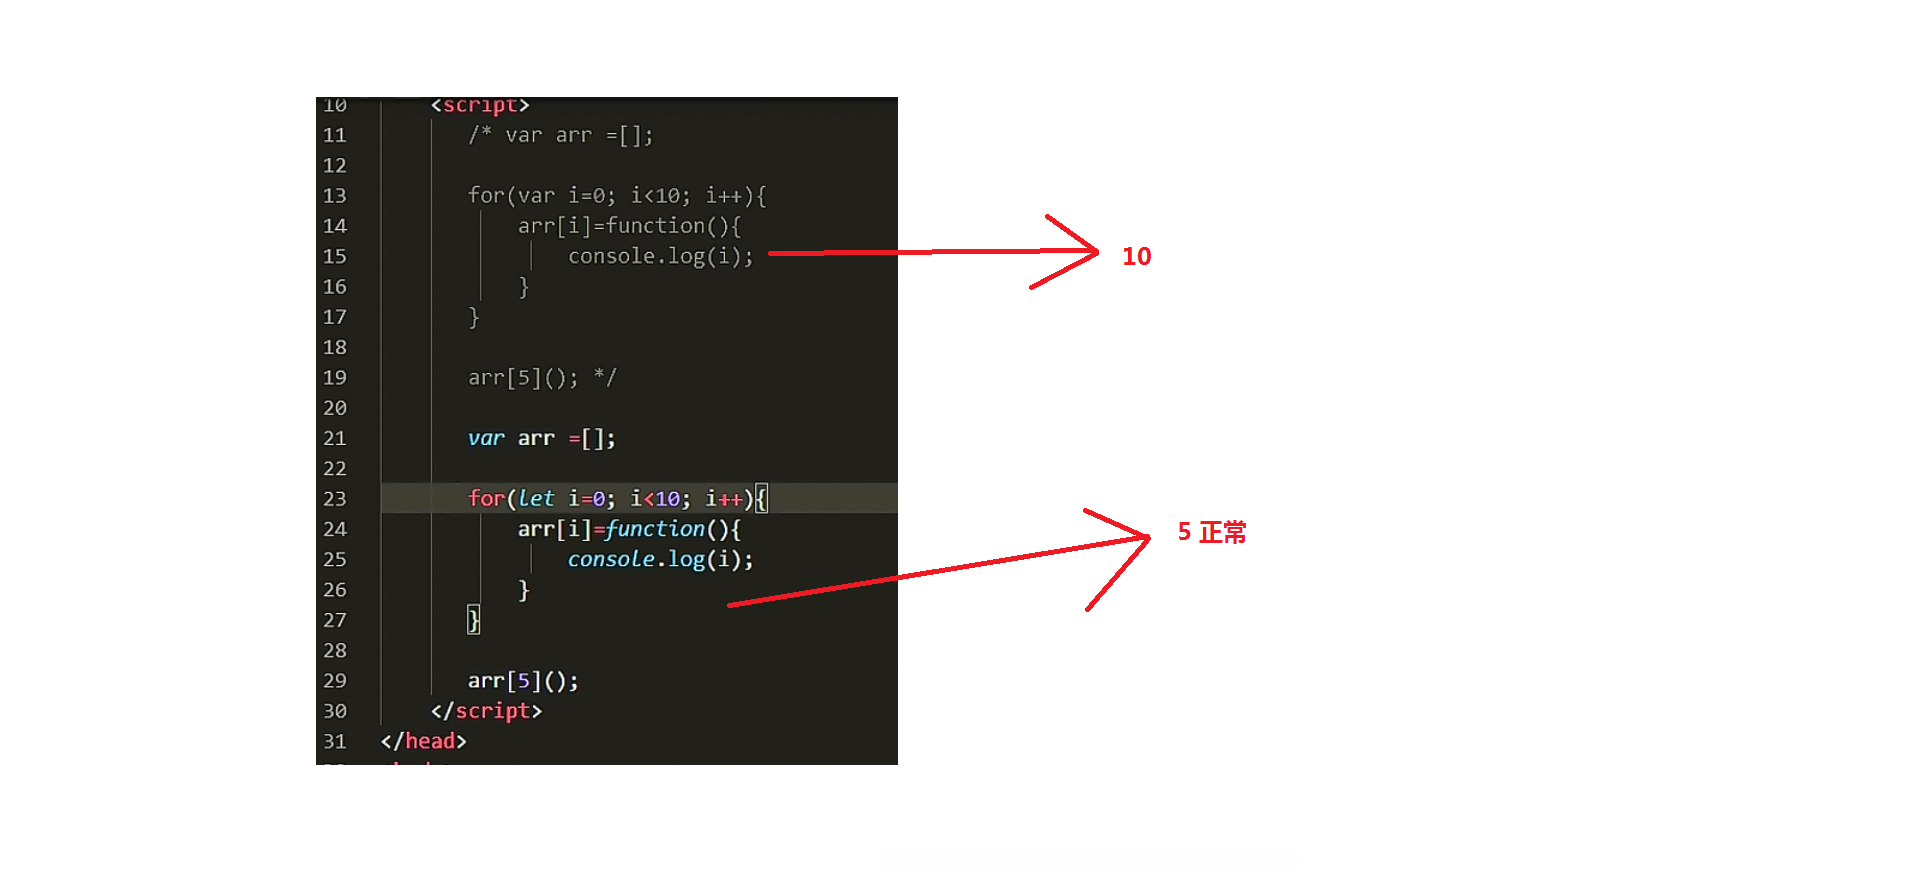 10 <script>
11 /* var arr =[];
12
13 for(var i=0; i<10; i++){
14 arr[i]=function(){
15 console.log(i);
10
16 }
17 }
18
19 arr[5](); */
20
21 var arr =[];
22
23 for(let i=0; i<10; i++){
24 arr[i]=function(){
5 正常
25 console.log(i);
26 }
27 }
28
29 arr[5]();
30 </script>
31 </head>